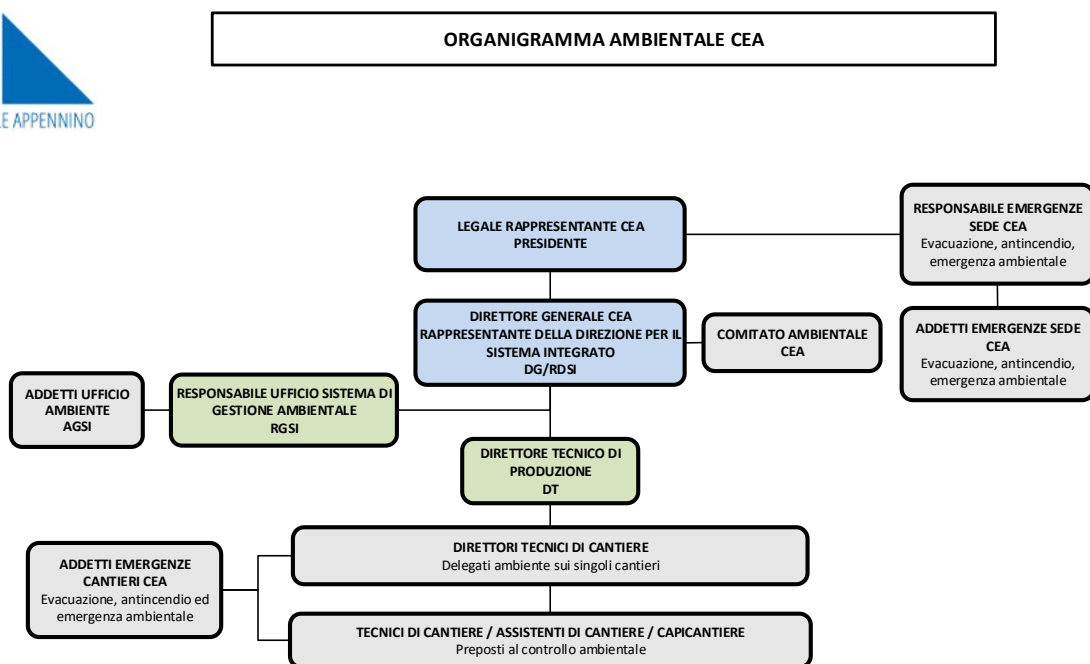 ORGANIGRAMMA AMBIENTALE CEA
APPENNINO
LEGALE RAPPRESENTANTE CEA
PRESIDENTE
RESPONSABILE EMERGENZE
SEDE CEA
Evacuazione, antincendio,
emergenza ambientale
DIRETTORE GENERALE CEA
RAPPRESENTANTE DELLA DIREZIONE PER IL
SISTEMA INTEGRATO
DG/RDSI
COMITATO AMBIENTALE
CEA
ADDETTI EMERGENZE SEDE
CEA
Evacuazione, antincendio,
emergenza ambientale
ADDETTI UFFICIO
AMBIENTE
AGSI
RESPONSABILE UFFICIO SISTEMA DI
GESTIONE AMBIENTALE
RGSI
DIRETTORE TECNICO DI
PRODUZIONE
DT
ADDETTI EMERGENZE
CANTIERI CEA
Evacuazione, antincendio ed
emergenza ambientale
DIRETTORI TECNICI DI CANTIERE
Delegati ambiente sui singoli cantieri
TECNICI DI CANTIERE / ASSISTENTI DI CANTIERE / CAPICANTIERE
Preposti al controllo ambientale